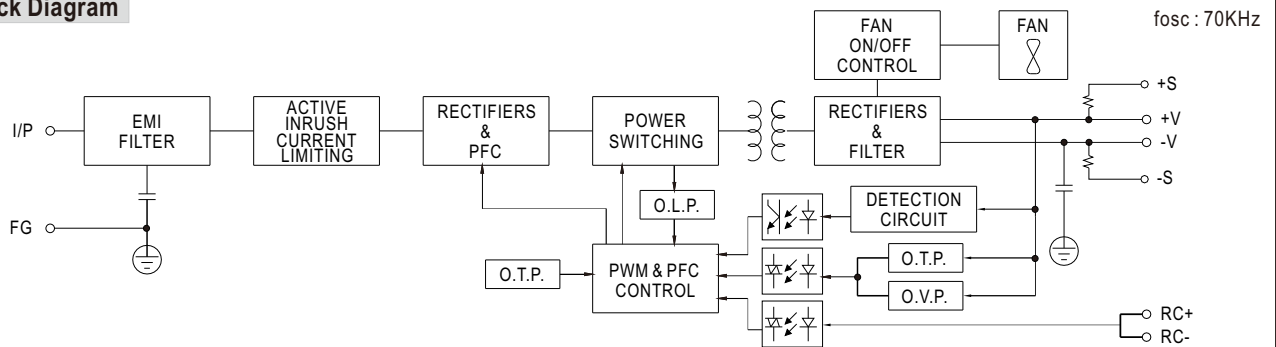 ck Diagram
fosc : 70KHz
FAN
ON/OFF
CONTROL
FAN
I/P
EMI
FILTER
ACTIVE
INRUSH
CURRENT
LIMITING
RECTIFIERS
&
PFC
POWER
SWITCHING
RECTIFIERS
&
FILTER
+S
+V
-V
-S
FG
O.L.P.
DETECTION
CIRCUIT
O.T.P.
PWM & PFC
CONTROL
O.T.P.
O.V.P.
RC+
RC-